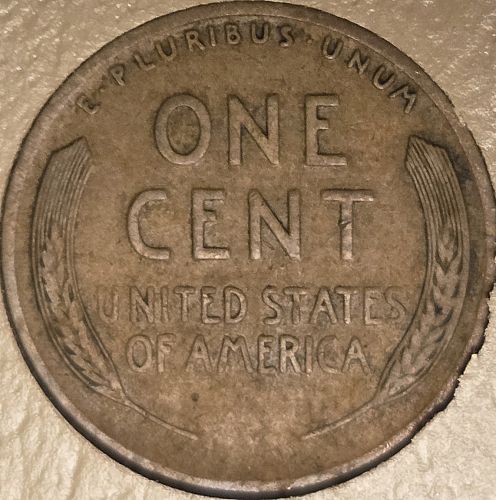 E · PLURIBUS · UNUM
ONE
CENT
UNITED STATES
OF AMERICA